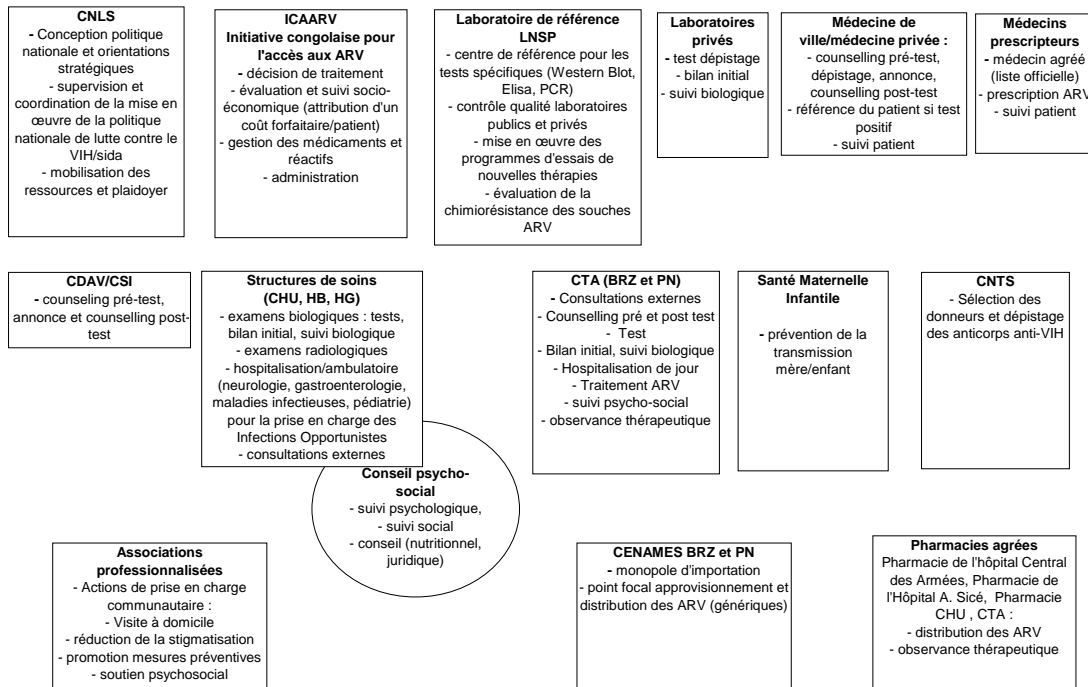 CNLS
- Conception politique
nationale et orientations
stratégiques
- supervision et
coordination de la mise en
œuvre de la politique
nationale de lutte contre le
VIH/sida
- mobilisation des
ressources et plaidoyer
ICAARV
Initiative congolaise pour
l'accès aux ARV
- décision de traitement
- évaluation et suivi socio-
économique (attribution d'un
coût forfaitaire/patient)
- gestion des médicaments et
réactifs
- administration
Laboratoire de référence
LNSP
- centre de référence pour les
tests spécifiques (Western Blot,
Elisa, PCR)
- contrôle qualité laboratoires
publics et privés
- mise en œuvre des
programmes d'essais de
nouvelles thérapies
- évaluation de la
chimiorésistance des souches
ARV
Laboratoires
privés
- test dépistage
- bilan initial
- suivi biologique
Médecine de
ville/médecine privée :
- counselling pré-test,
dépistage, annonce,
counselling post-test
- référence du patient si test
positif
- suivi patient
Médecins
prescripteurs
- médecin agréé
(liste officielle)
- prescription ARV
- suivi patient
CDAV/CSI
- counseling pré-test,
annonce et counselling post-
test
Structures de soins
(CHU, HB, HG)
- examens biologiques : tests,
bilan initial, suivi biologique
- examens radiologiques
- hospitalisation/ambulatoire
(neurologie, gastroenterologie,
maladies infectieuses, pédiatrie)
pour la prise en charge des
Infections Opportunistes
- consultations externes
CTA (BRZ et PN)
- Consultations externes
- Counselling pré et post test
- Test
- Bilan initial, suivi biologique
- Hospitalisation de jour
- Traitement ARV
- suivi psycho-social
- observance thérapeutique
Santé Maternelle
Infantile
- prévention de la
transmission
mère/enfant
CNTS
- Sélection des
donneurs et dépistage
des anticorps anti-VIH
Conseil psycho-
social
- suivi psychologique,
- suivi social
- conseil (nutritionnel,
juridique)
Associations
professionnalisées
- Actions de prise en charge
communautaire :
- Visite à domicile
- réduction de la stigmatisation
- promotion mesures préventives
- soutien psychosocial
CENAMES BRZ et PN
- monopole d'importation
- point focal approvisionnement et
distribution des ARV (génériques)
Pharmacies agrées
Pharmacie de l'hôpital Central
des Armées, Pharmacie de
l'Hôpital A. Sicé, Pharmacie
CHU , CTA :
- distribution des ARV
- observance thérapeutique